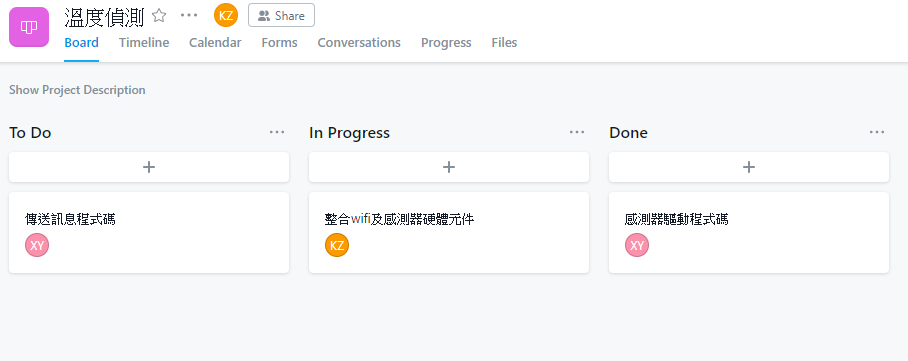 溫度偵測
KZ
Share
Board Timeline Calendar Forms Conversations Progress Files
Show Project Description
To Do
傳送訊息程式碼
XY
In Progress
整合wifi及感測器硬體元件
KZ
Done
感測器驅動程式碼
XY